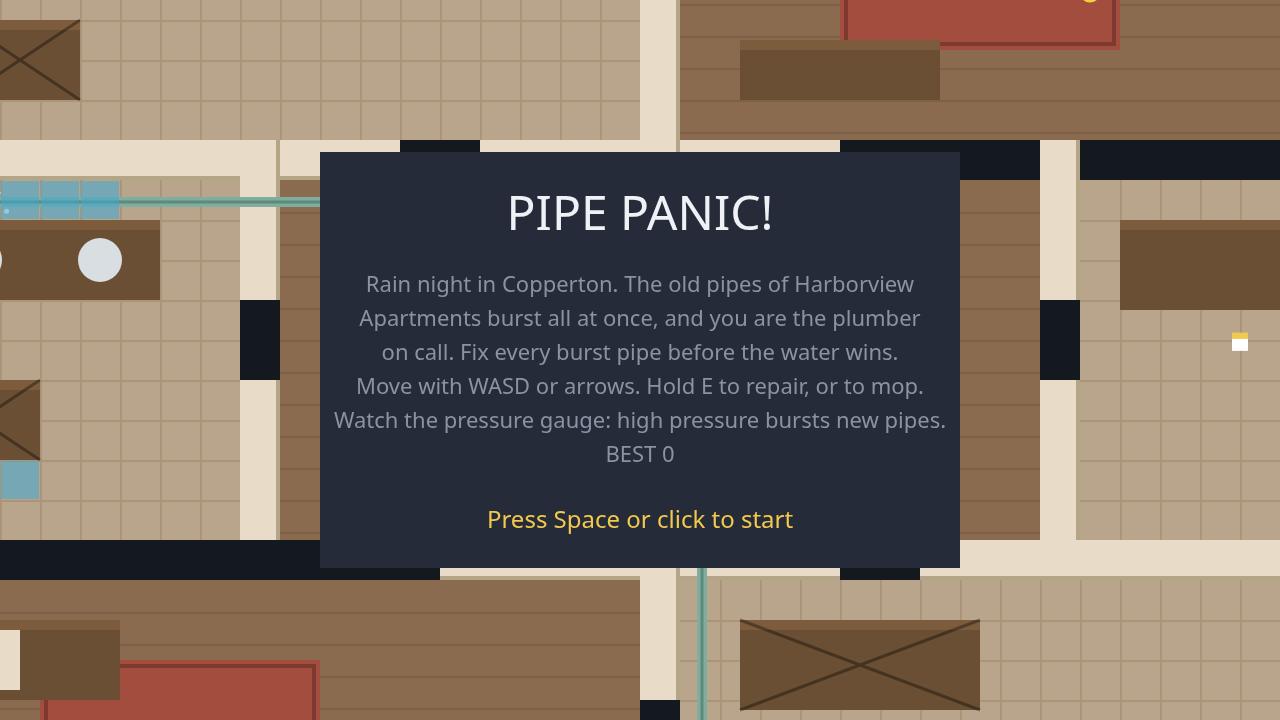 PIPE PANIC!
Rain night in Copperton. The old pipes of Harborview
Apartments burst all at once, and you are the plumber
on call. Fix every burst pipe before the water wins.
Move with WASD or arrows. Hold E to repair, or to mop.
Watch the pressure gauge: high pressure bursts new pipes.
BEST 0
Press Space or click to start